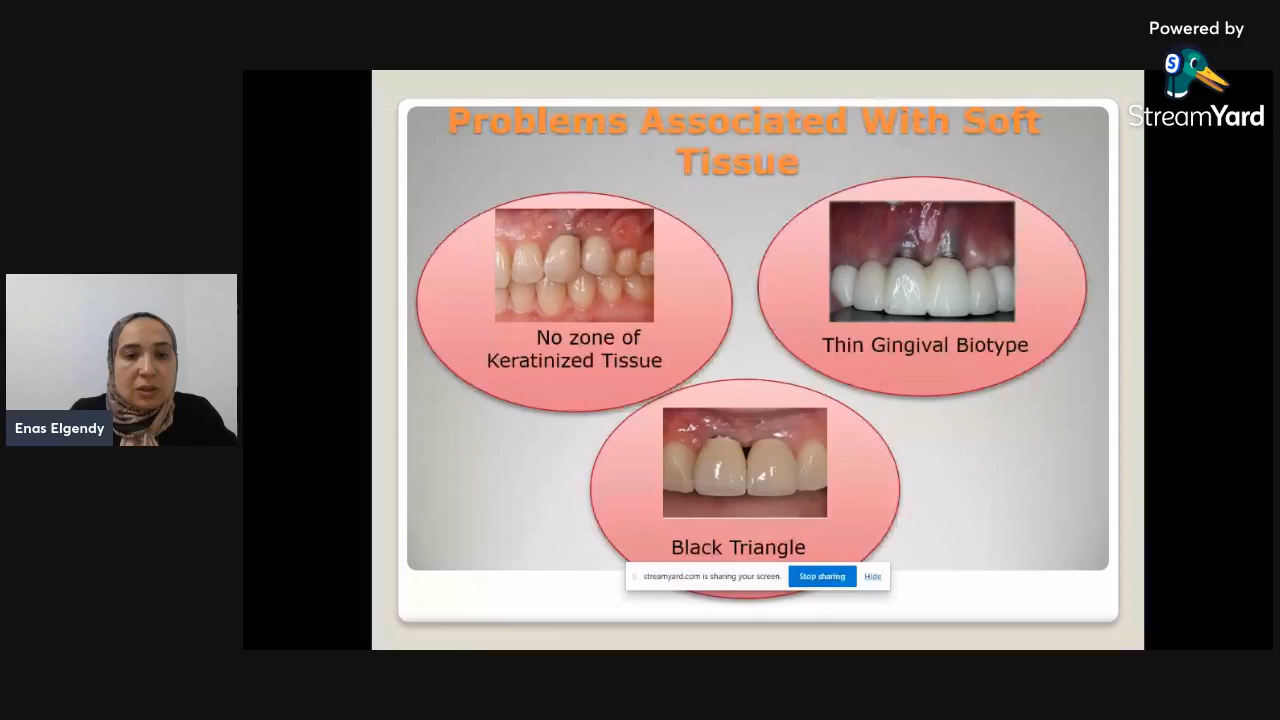 Powered by
S
StreamYard
Problems Associated With Soft
Tissue
No zone of
Keratinized Tissue
Thin Gingival Biotype
Black Triangle
streamyard.com is sharing your screen.
Stop sharing
Hide
Enas Elgendy